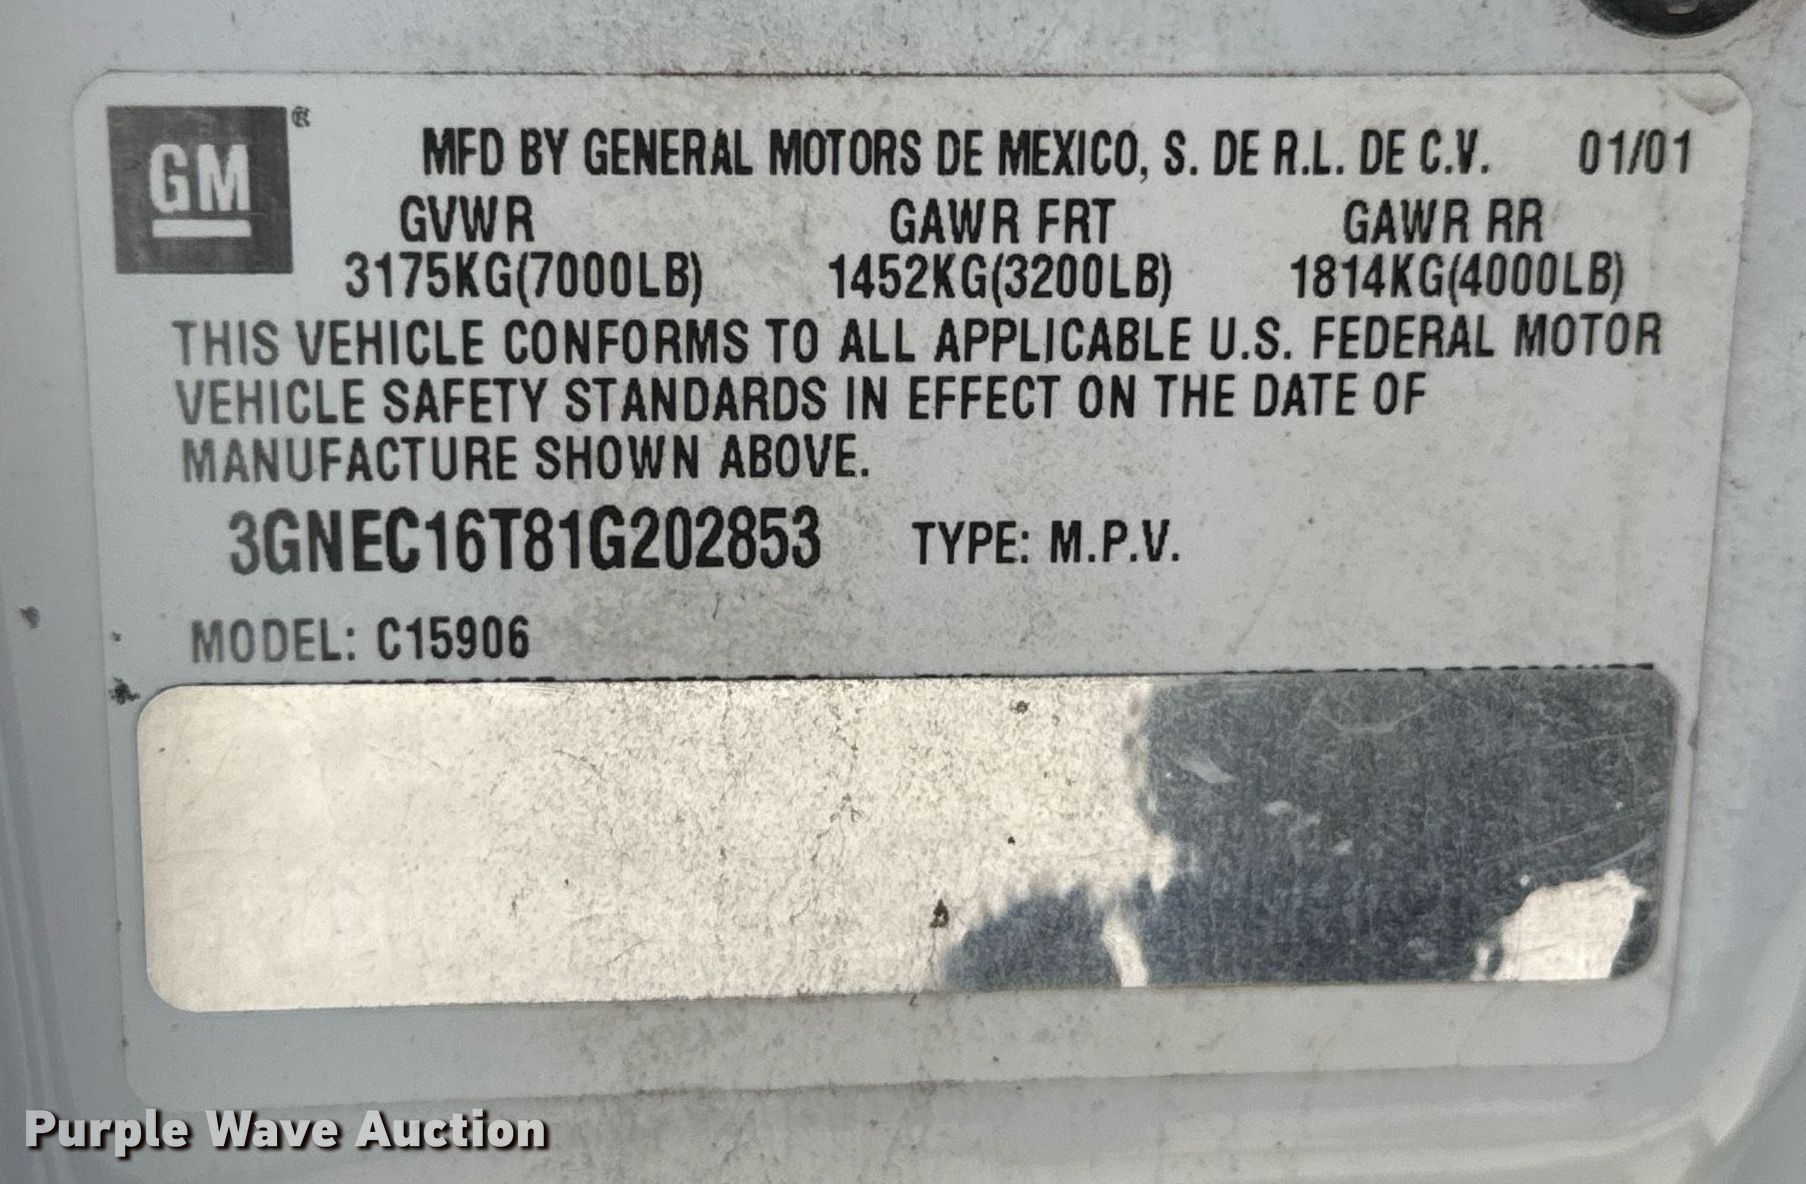 GM ®
MFD BY GENERAL MOTORS DE MEXICO, S. DE R.L. DE C.V. 01/01
GVWR GAWR FRT GAWR RR
3175KG(7000LB) 1452KG(3200LB) 1814KG(4000LB)
THIS VEHICLE CONFORMS TO ALL APPLICABLE U.S. FEDERAL MOTOR
VEHICLE SAFETY STANDARDS IN EFFECT ON THE DATE OF
MANUFACTURE SHOWN ABOVE.
3GNEC16T81G202853 TYPE: M.P.V.
MODEL: C15906
Purple Wave Auction